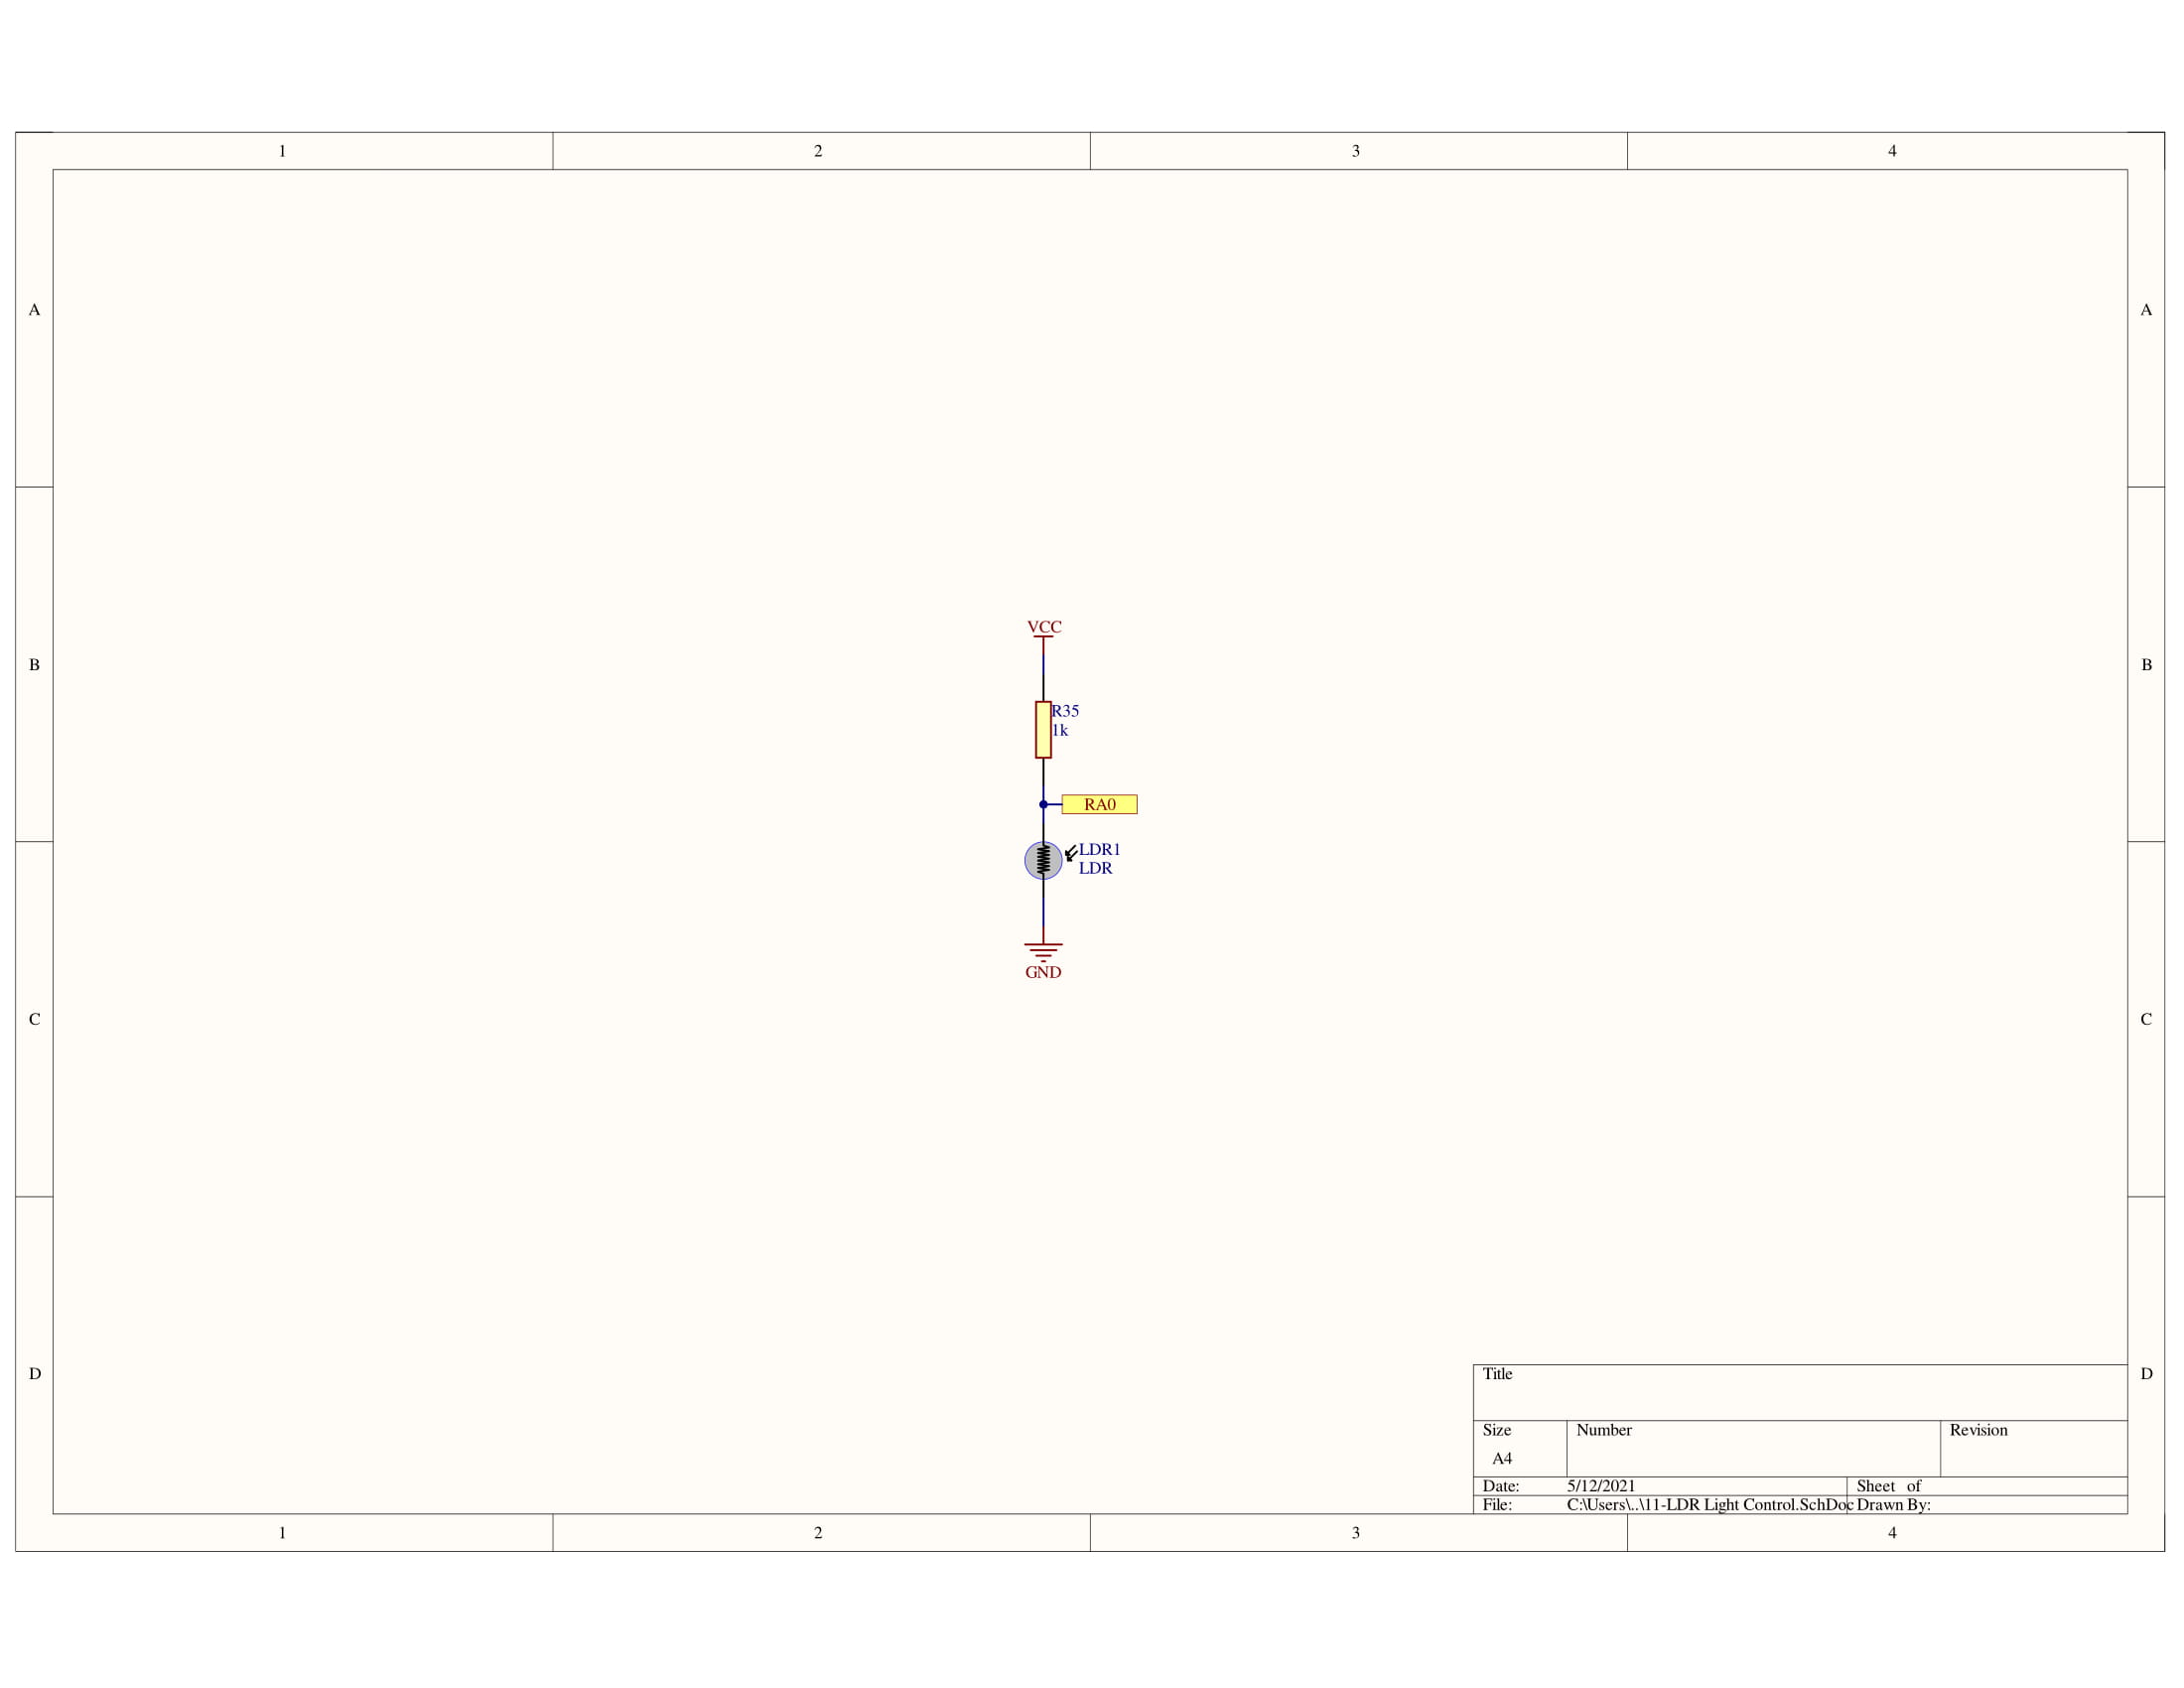 1 2 3 4
A A
B B
VCC
R35
1k
RA0
LDR1
LDR
GND
C C
D D
Title
Size Number Revision
A4
Date: 5/12/2021 Sheet of
File: C:\Users\..\11-LDR Light Control.SchDoc Drawn By:
1 2 3 4